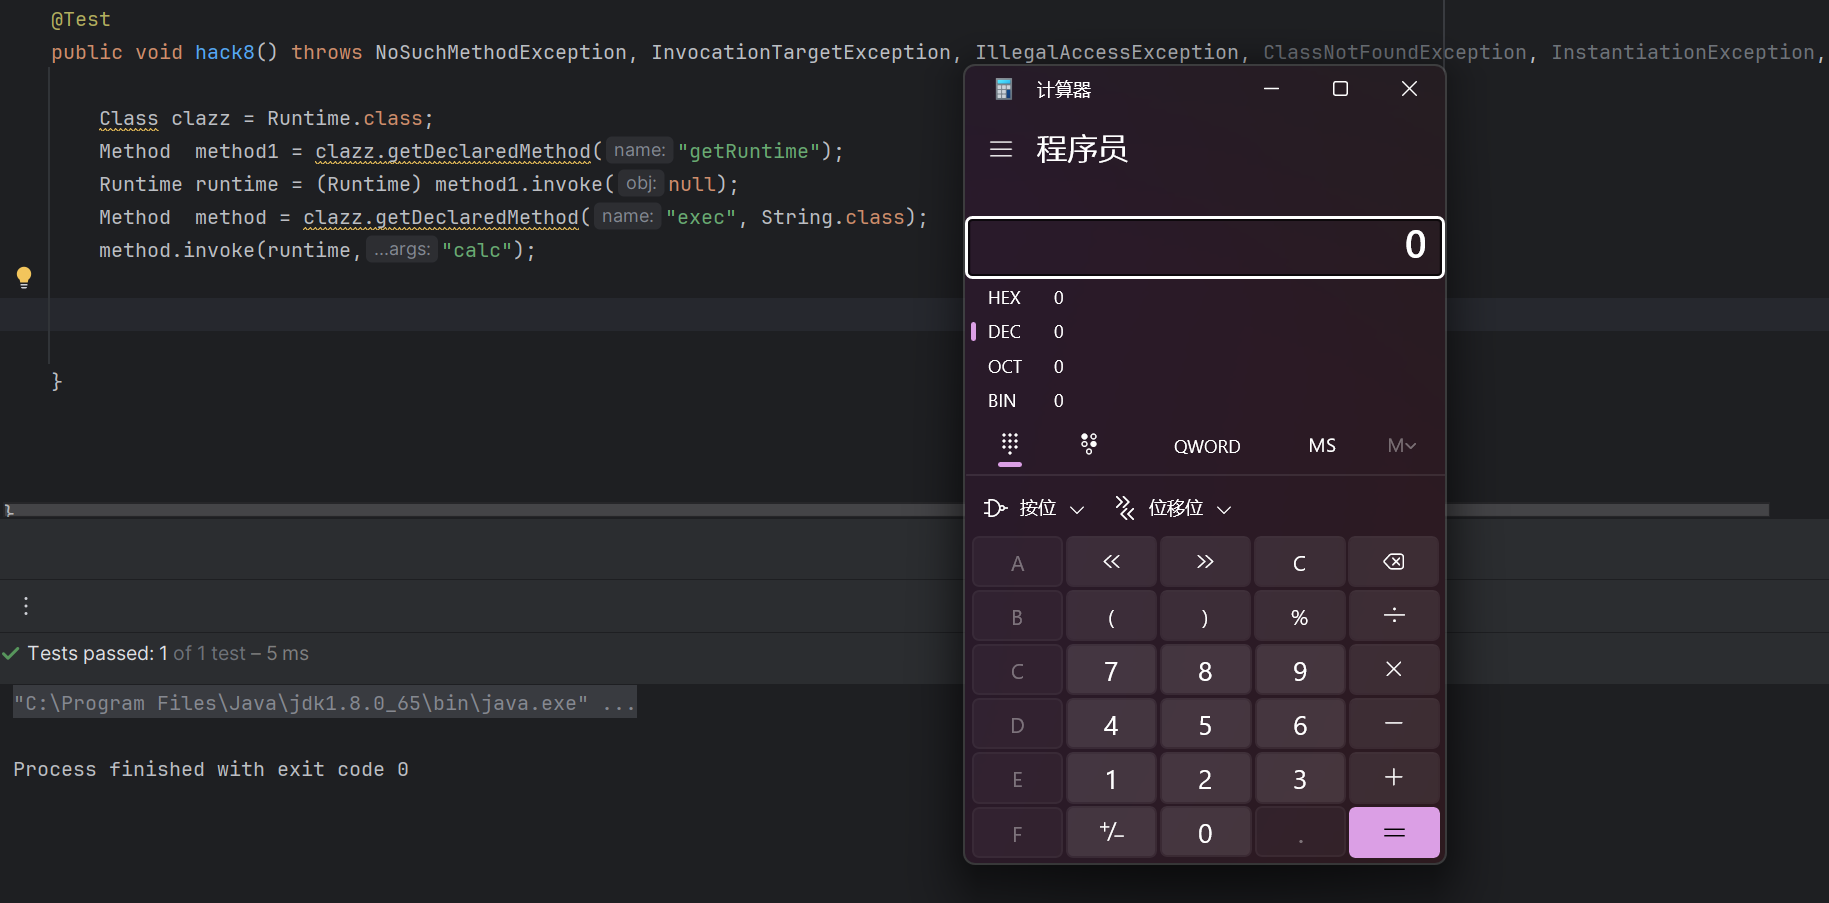 @Test
public void hack8() throws NoSuchMethodException, InvocationTargetException, IllegalAccessException, ClassNotFoundException, InstantiationException,
Class clazz = Runtime.class;
Method  method1 = clazz.getDeclaredMethod( name: "getRuntime");
Runtime runtime = (Runtime) method1.invoke( obj: null);
Method  method = clazz.getDeclaredMethod( name: "exec", String.class);
method.invoke(runtime, ...args: "calc");
}
}
Tests passed: 1 of 1 test – 5 ms
"C:\Program Files\Java\jdk1.8.0_65\bin\java.exe" ...
Process finished with exit code 0
计算器
程序员
0
HEX 0
DEC 0
OCT 0
BIN 0
QWORD MS M
按位 位移位
A « » C
B ( ) % ÷
C 7 8 9 ×
D 4 5 6 −
E 1 2 3 +
F +/− 0 . =